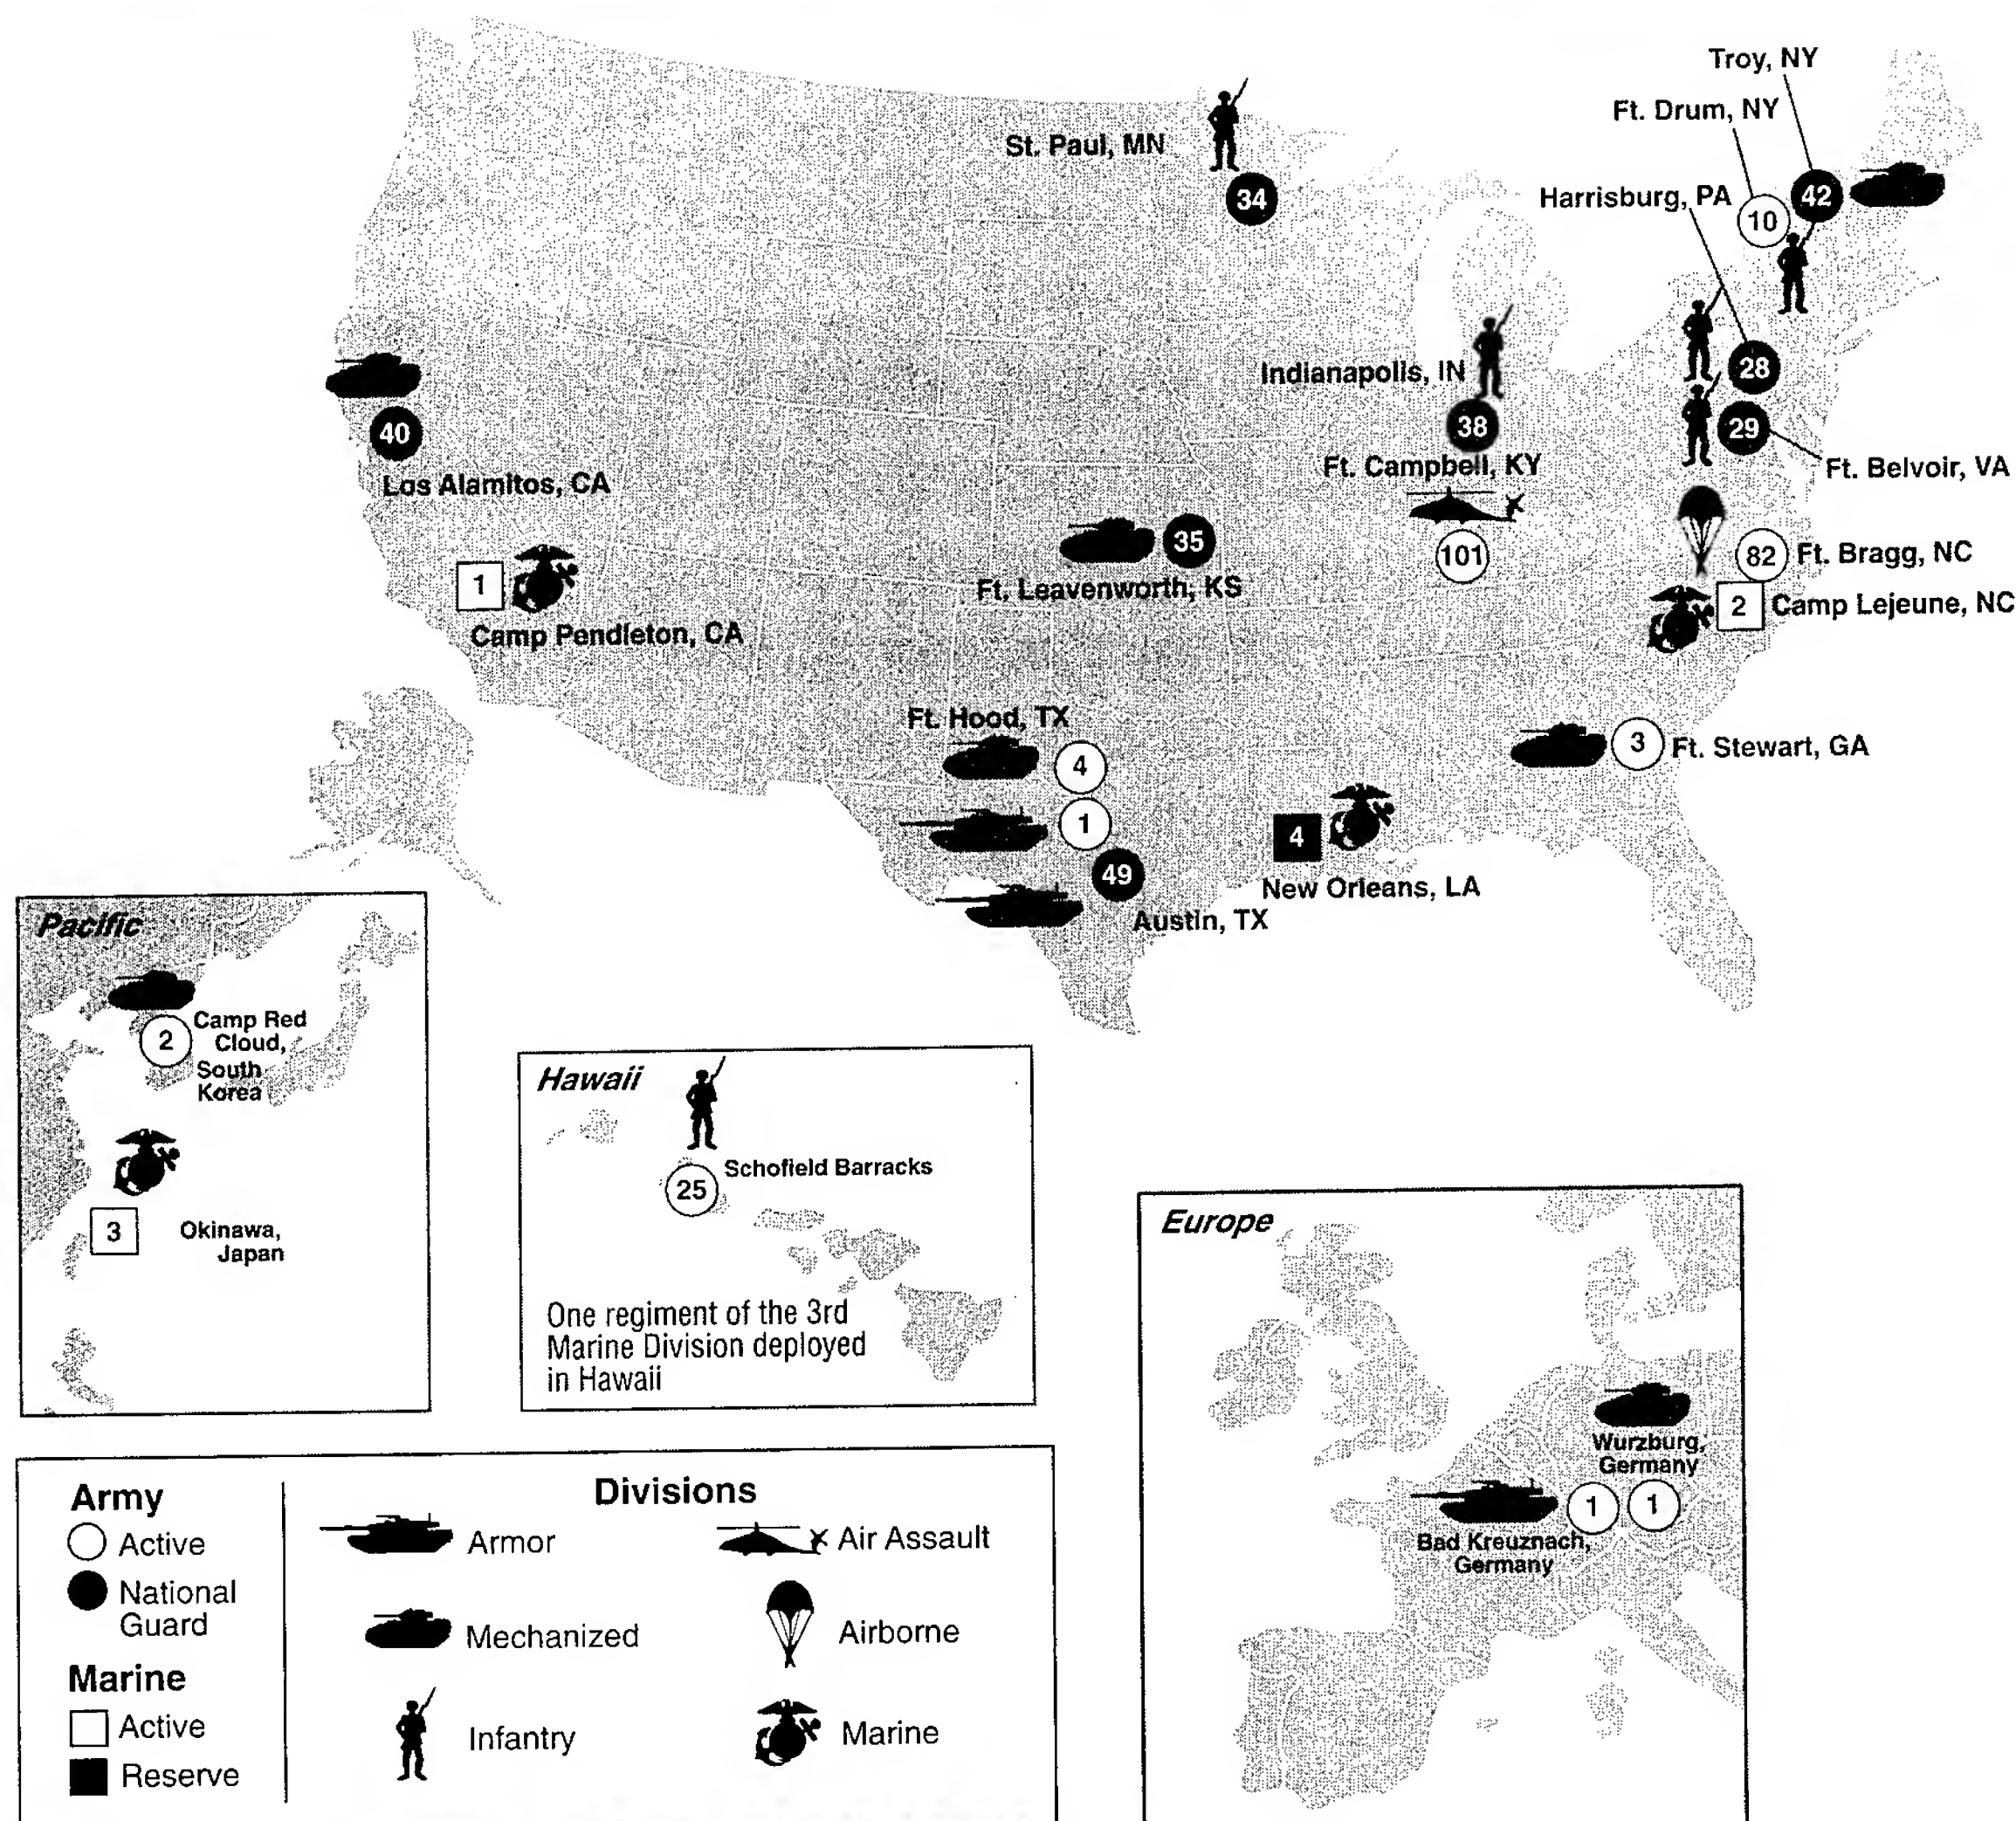 Troy, NY
Ft. Drum, NY
St. Paul, MN
34
Harrisburg, PA
10
42
Indianapolis, IN
38
28
29
Ft. Belvoir, VA
40
Los Alamitos, CA
Ft. Campbell, KY
101
35
Ft. Leavenworth, KS
82
Ft. Bragg, NC
2
Camp Lejeune, NC
1
Camp Pendleton, CA
Ft. Hood, TX
4
1
49
Austin, TX
3
Ft. Stewart, GA
4
New Orleans, LA
Pacific
2
Camp Red
Cloud,
South
Korea
3
Okinawa,
Japan
Hawaii
25
Schofield Barracks
One regiment of the 3rd
Marine Division deployed
in Hawaii
Europe
Wurzburg,
Germany
1
1
Bad Kreuznach,
Germany
Army
Active
National
Guard
Marine
Active
Reserve
Divisions
Armor
Mechanized
Infantry
Air Assault
Airborne
Marine